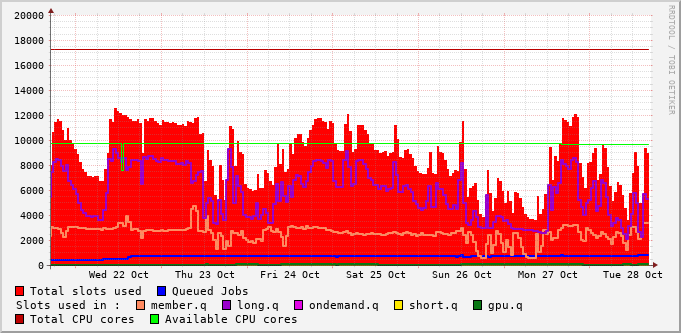 RRDTOOL / TOBI OETIKER
20000
18000
16000
14000
12000
10000
8000
6000
4000
2000
0
Wed 22 Oct Thu 23 Oct Fri 24 Oct Sat 25 Oct Sun 26 Oct Mon 27 Oct Tue 28 Oct
Total slots used Queued Jobs
Slots used in : member.q long.q ondemand.q short.q gpu.q
Total CPU cores Available CPU cores